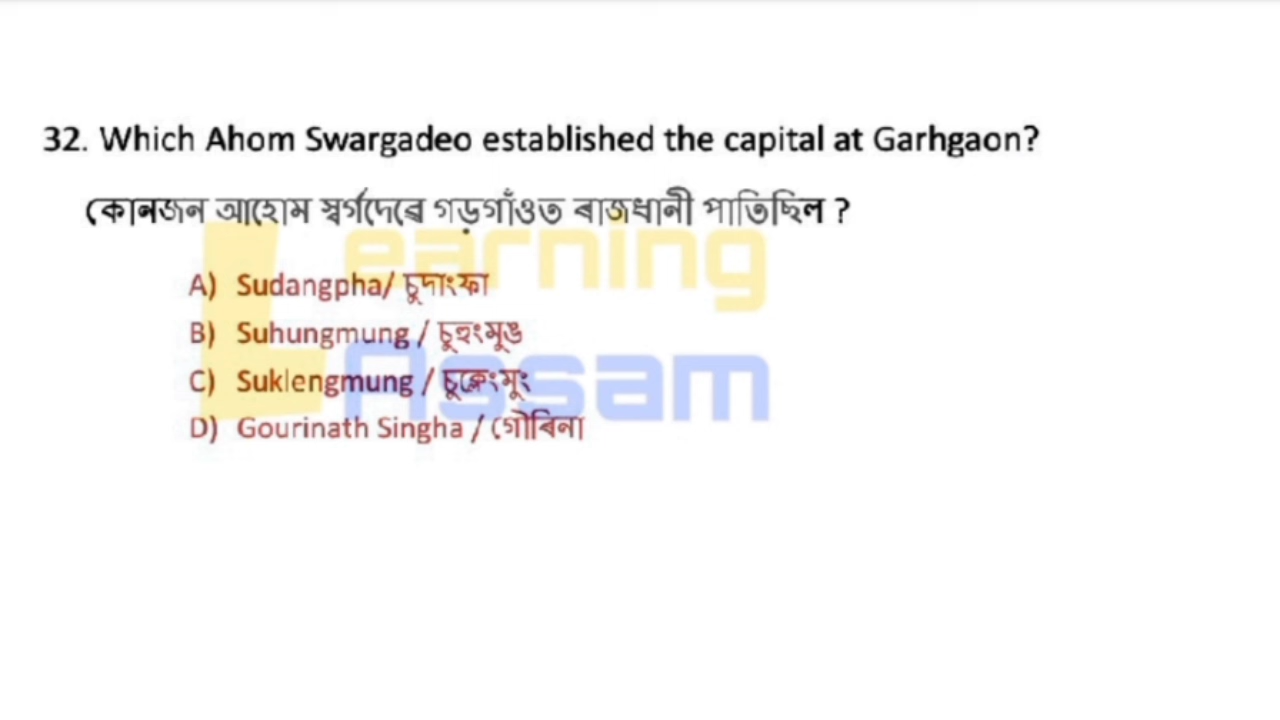 32. Which Ahom Swargadeo established the capital at Garhgaon?
কোনজন আহোম স্বৰ্গদেৱে গড়গাঁওত ৰাজধানী পাতিছিল ?
A) Sudangpha/ চুদাংফা
B) Suhungmung / চুহুংমুঙ
C) Suklengmung / চুক্লেংমুং
D) Gourinath Singha / গৌৰিনা
Learning
Assam